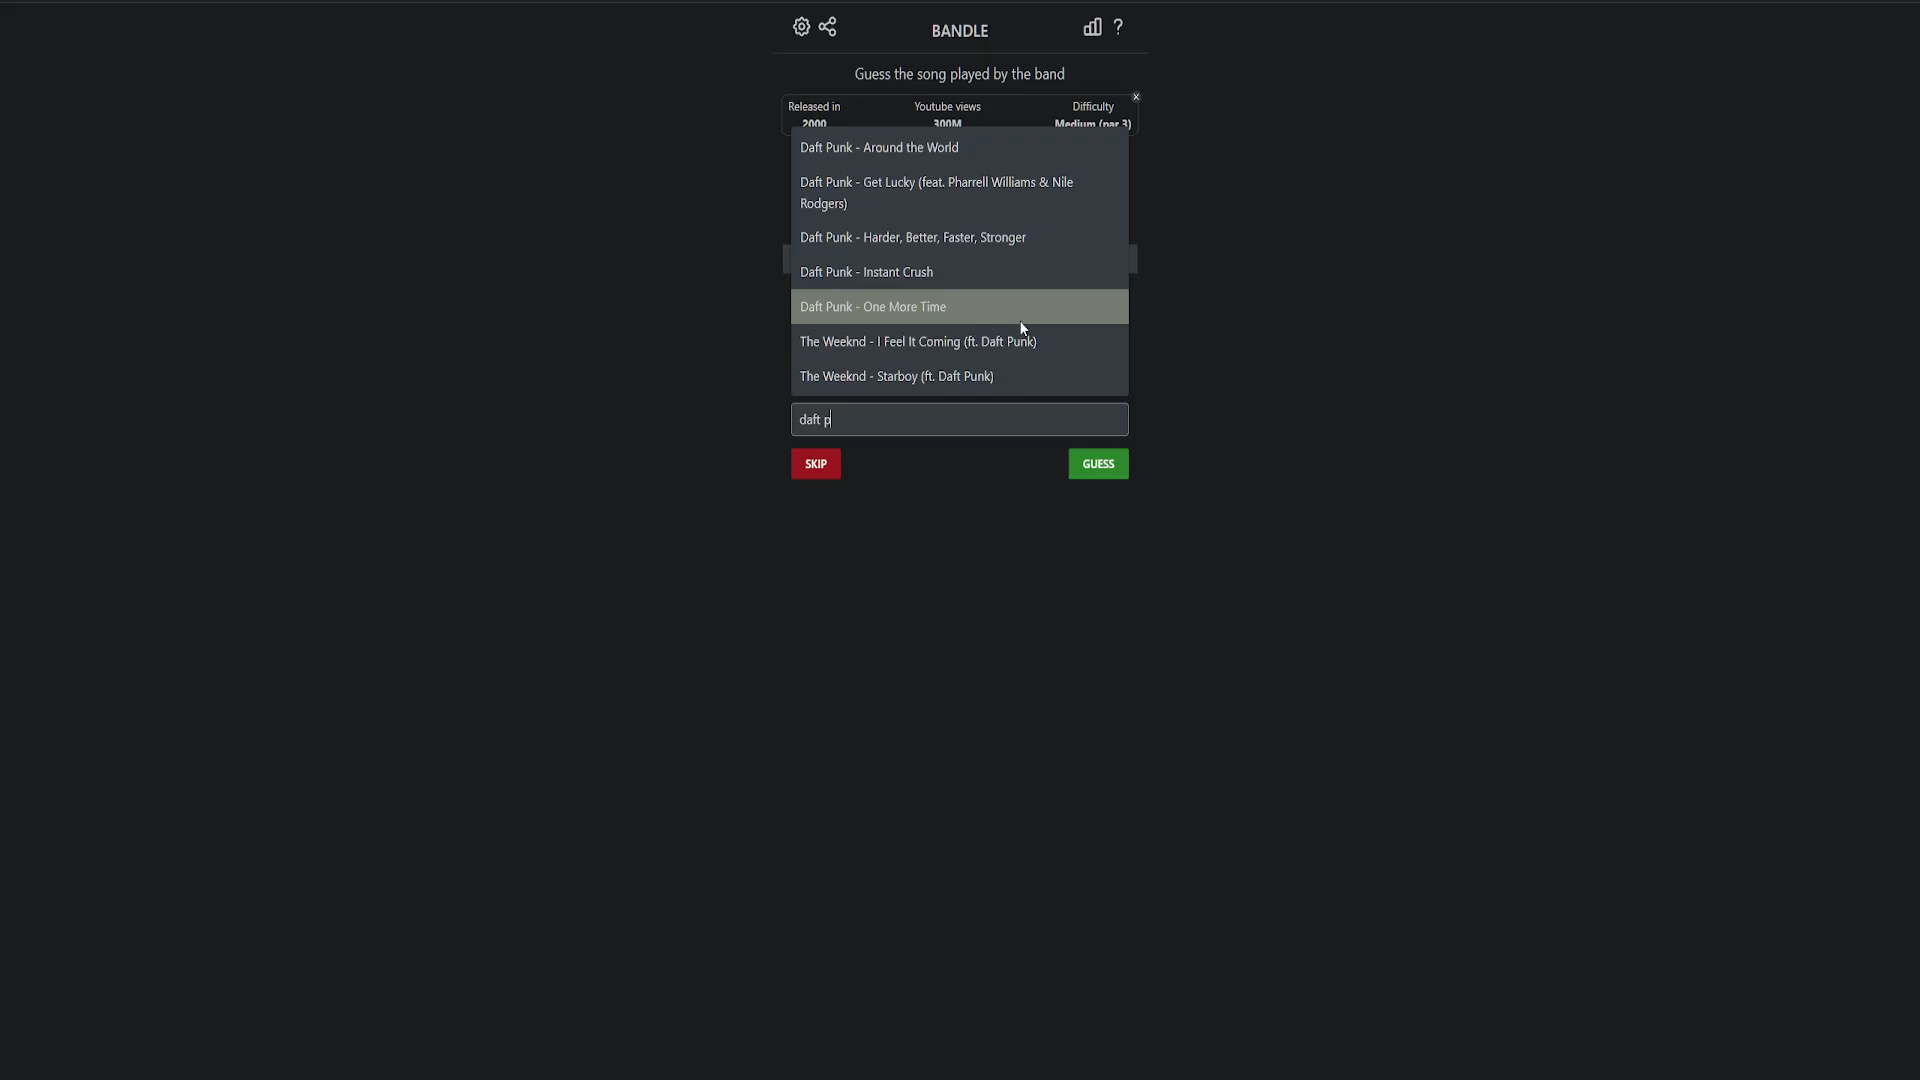 BANDLE
?
Guess the song played by the band
Released in
Youtube views
Difficulty
2000
300M
Medium (par 3)
Daft Punk - Around the World
Daft Punk - Get Lucky (feat. Pharrell Williams & Nile
Rodgers)
Daft Punk - Harder, Better, Faster, Stronger
Daft Punk - Instant Crush
Daft Punk - One More Time
The Weeknd - I Feel It Coming (ft. Daft Punk)
The Weeknd - Starboy (ft. Daft Punk)
daft p
SKIP
GUESS